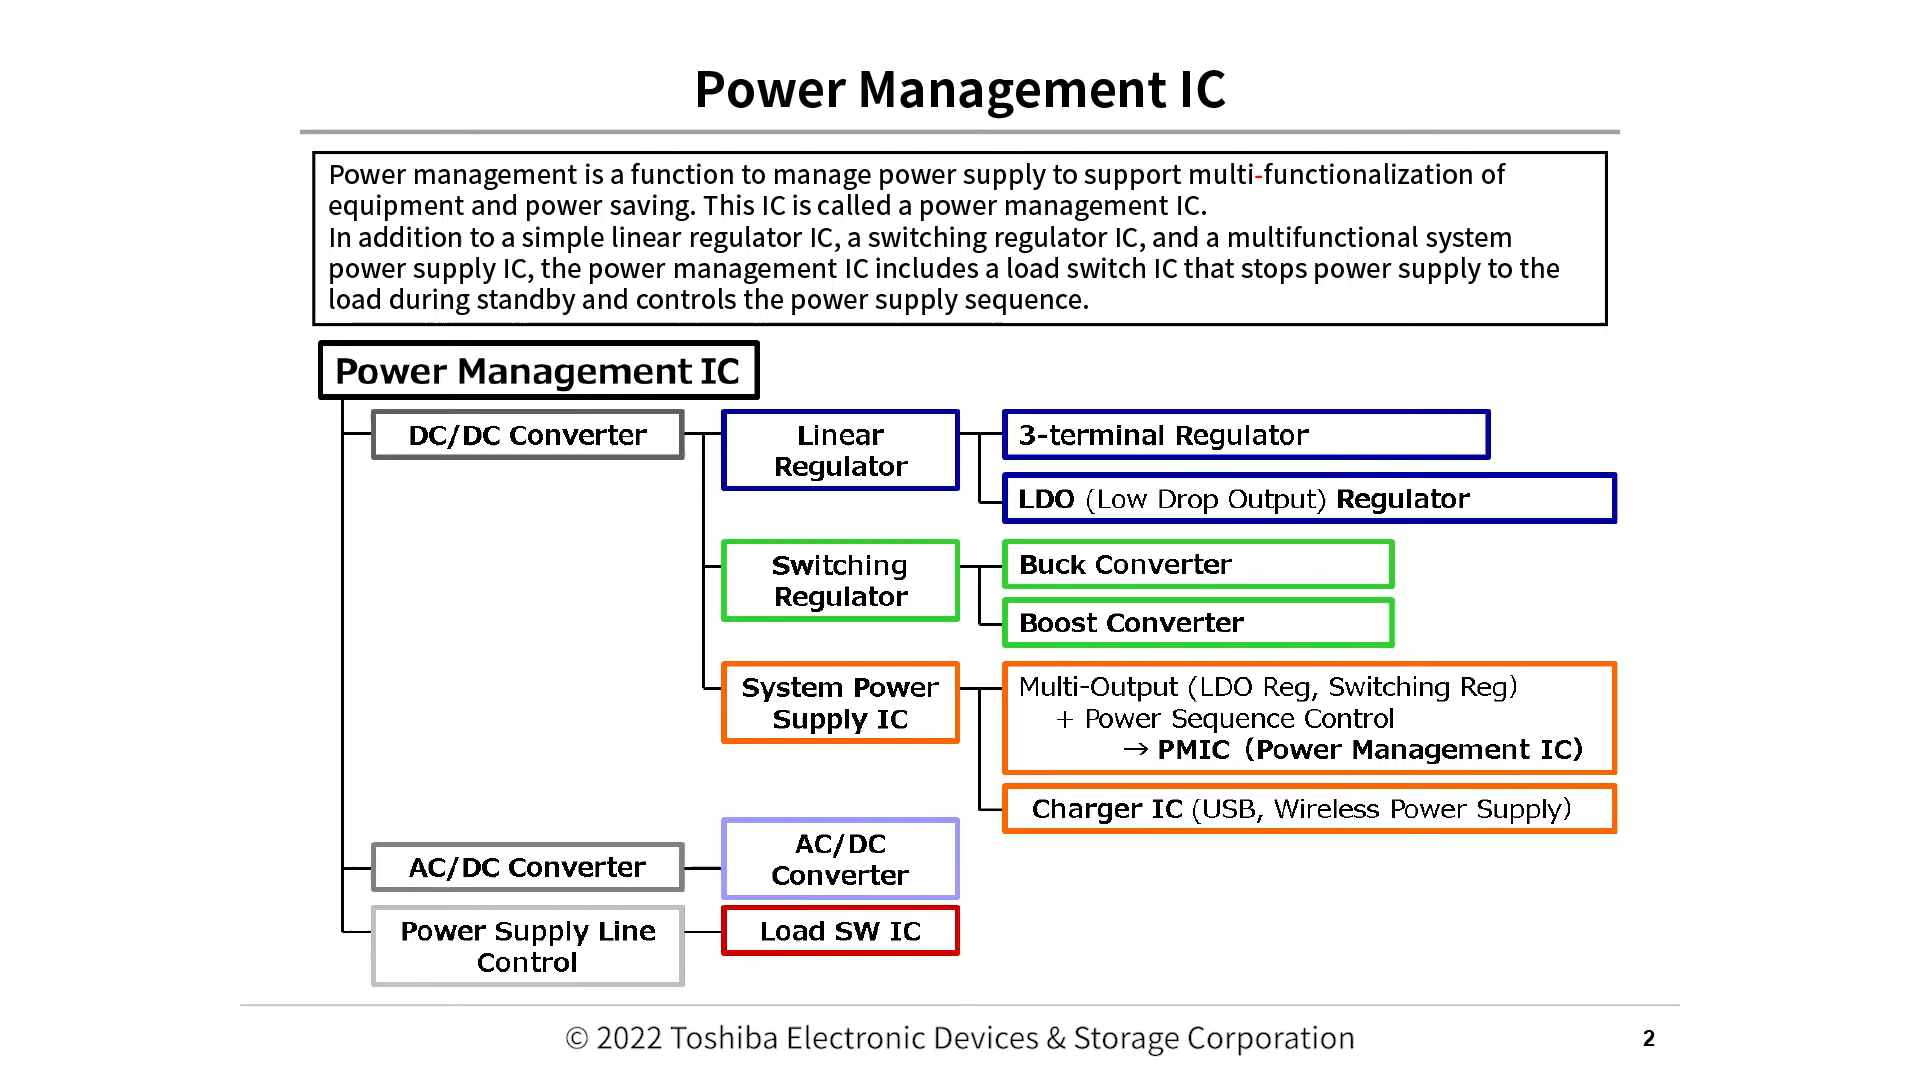 Power Management IC
Power management is a function to manage power supply to support multi-functionalization of
equipment and power saving. This IC is called a power management IC.
In addition to a simple linear regulator IC, a switching regulator IC, and a multifunctional system
power supply IC, the power management IC includes a load switch IC that stops power supply to the
load during standby and controls the power supply sequence.
Power Management IC
DC/DC Converter
Linear
Regulator
3-terminal Regulator
LDO (Low Drop Output) Regulator
Switching
Regulator
Buck Converter
Boost Converter
System Power
Supply IC
Multi-Output (LDO Reg, Switching Reg)
+ Power Sequence Control
→ PMIC (Power Management IC)
Charger IC (USB, Wireless Power Supply)
AC/DC Converter
AC/DC
Converter
Power Supply Line
Control
Load SW IC
© 2022 Toshiba Electronic Devices & Storage Corporation
2